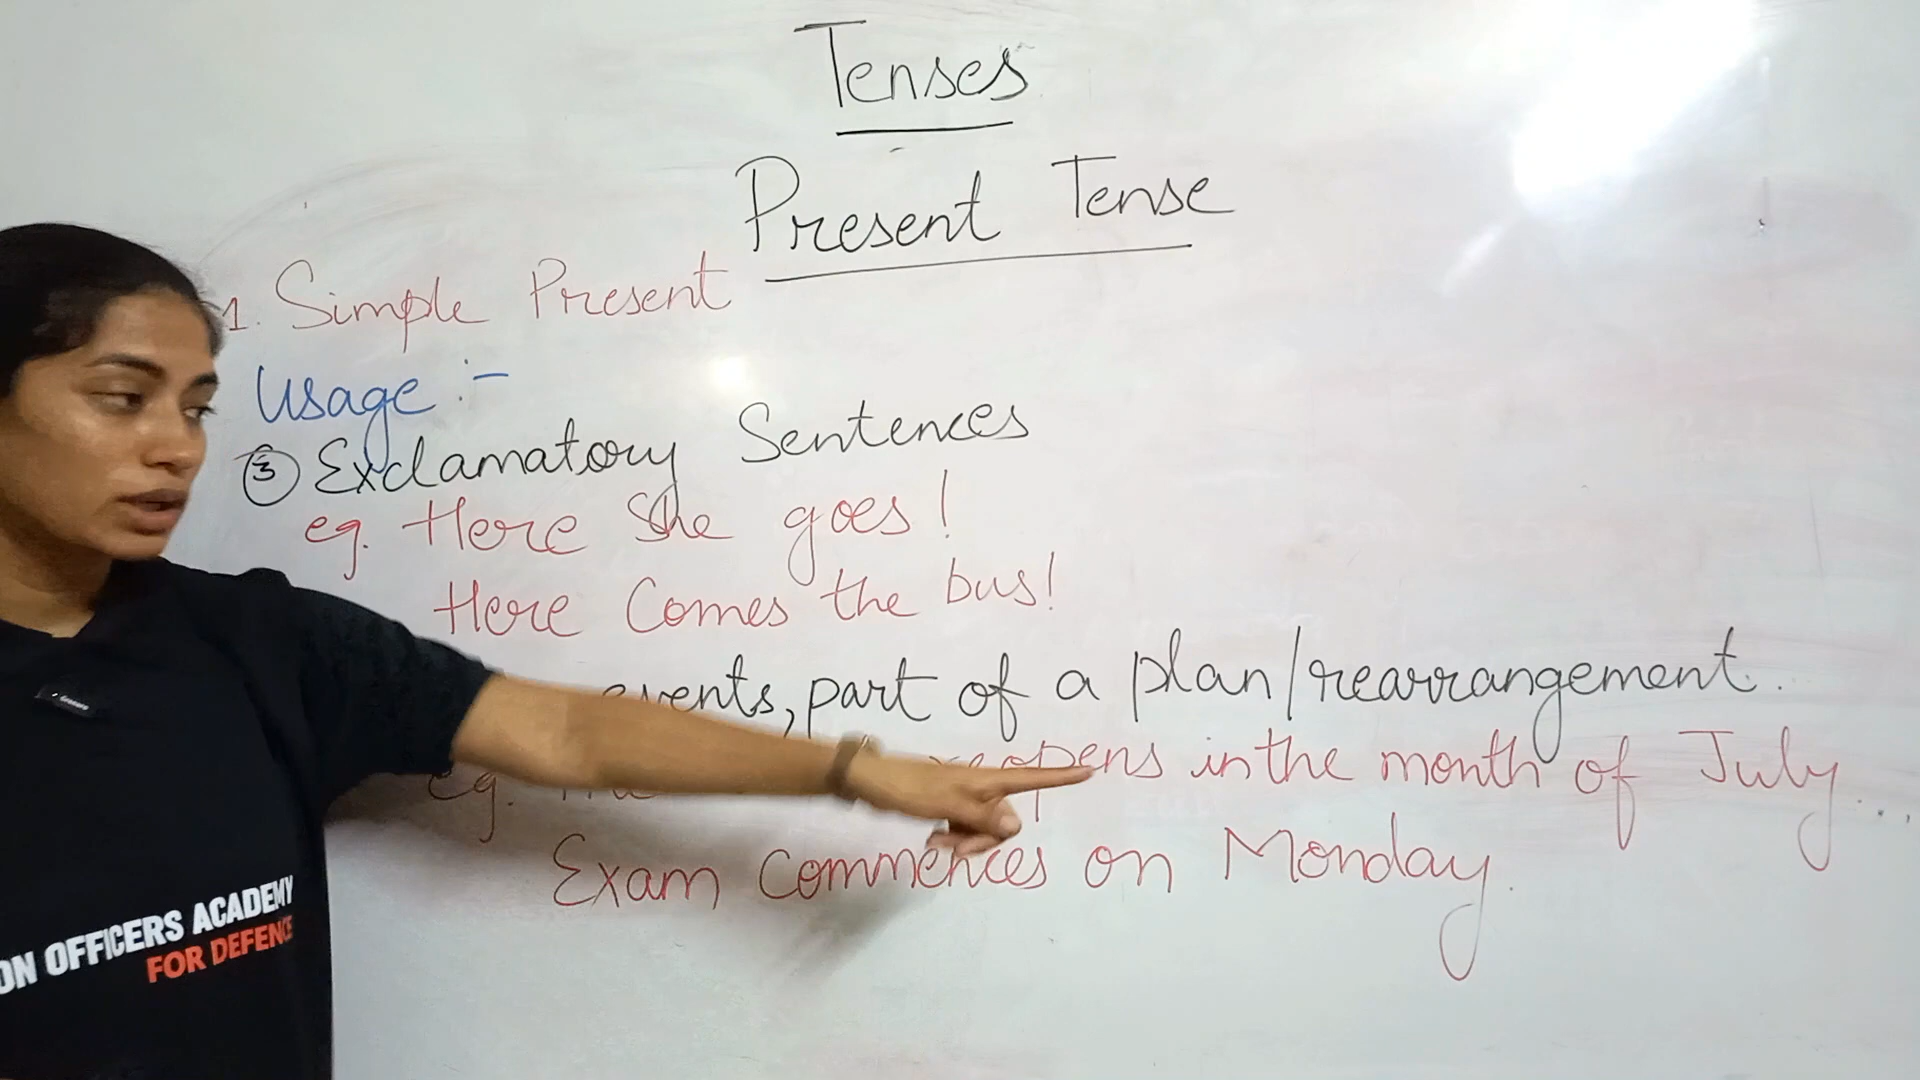 Tenses
Present Tense
1. Simple Present
Usage :-
③ Exclamatory Sentences
eg. Here She goes!
Here Comes the bus!
events, part of a plan/rearrangement.
eg. reopens in the month of July.
Exam Commences on Monday.
ON OFFICERS ACADEMY
FOR DEFENCE